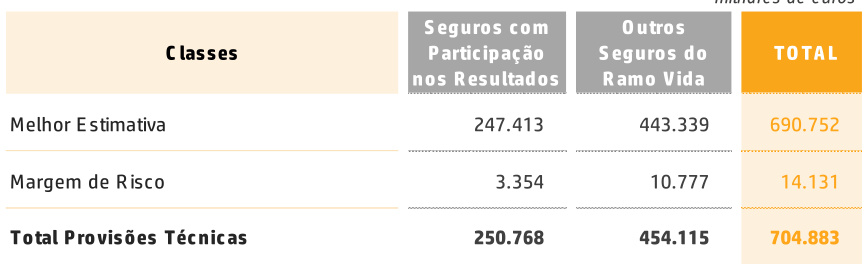 milhares de euros
Classes
Seguros com
Participação
nos Resultados
Outros
Seguros do
Ramo Vida
TOTAL
Melhor Estimativa 247.413 443.339 690.752
Margem de Risco 3.354 10.777 14.131
Total Provisões Técnicas 250.768 454.115 704.883